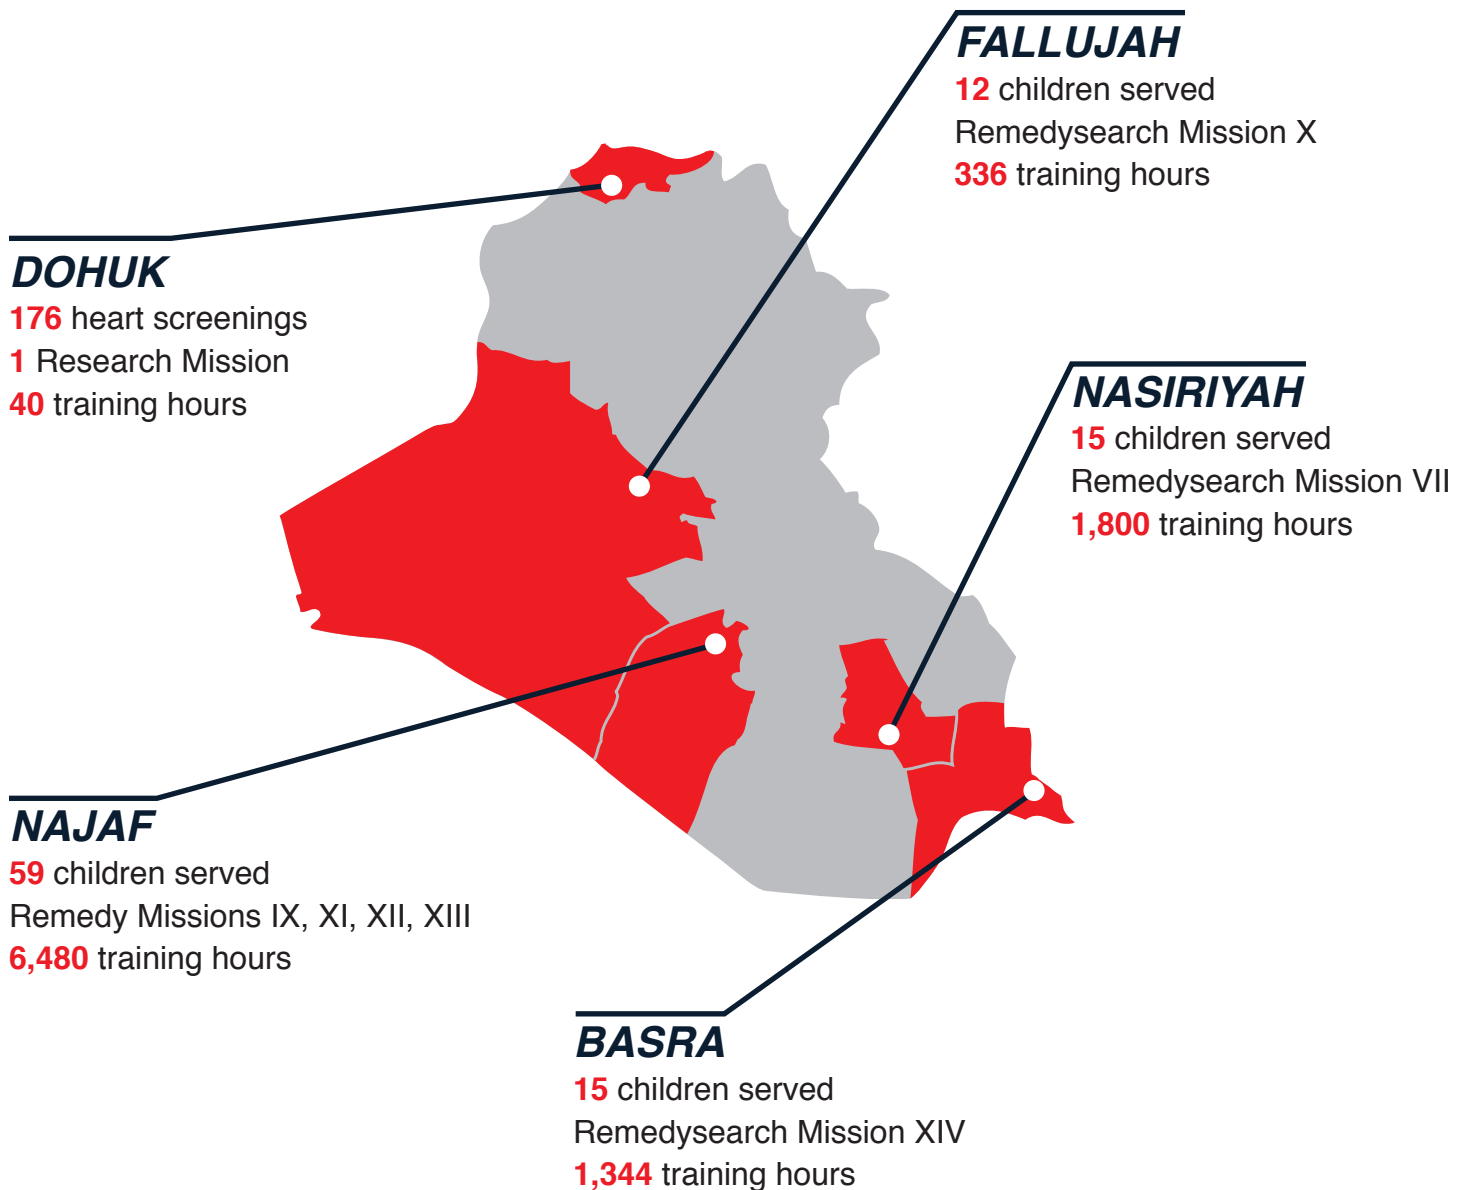 FALLUJAH
12 children served
Remedysearch Mission X
336 training hours
DOHUK
176 heart screenings
1 Research Mission
40 training hours
NASIRIYAH
15 children served
Remedysearch Mission VII
1,800 training hours
NAJAF
59 children served
Remedy Missions IX, XI, XII, XIII
6,480 training hours
BASRA
15 children served
Remedysearch Mission XIV
1,344 training hours